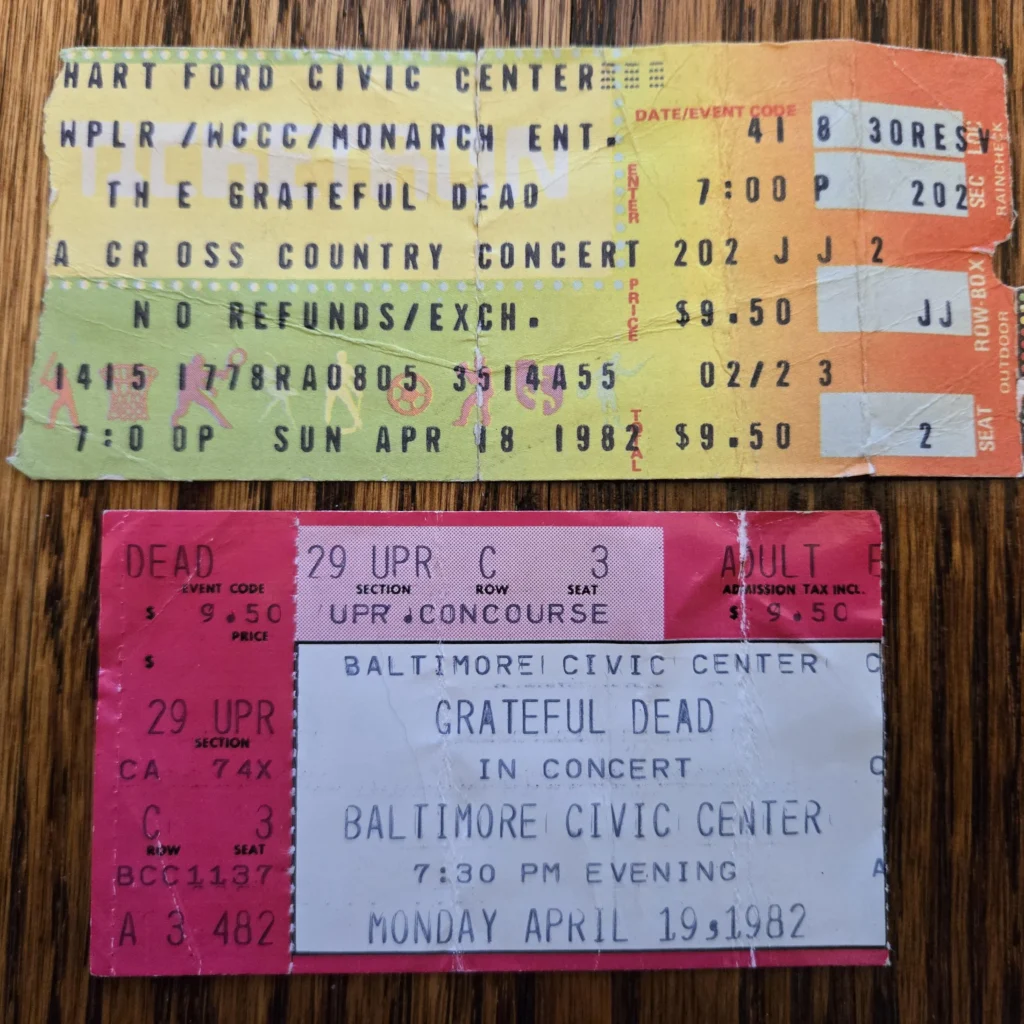 HART FORD CIVIC CENTER
DATE/EVENT CODE
WPLR /WCCC/MONARCH ENT. 41 8 30RESV
THE GRATEFUL DEAD ENTER 7:00 P 202 SEC LOC RAINCHECK
A CR OSS COUNTRY CONCERT 202 J J 2
NO REFUNDS/EXCH. PRICE $9.50 JJ ROW-BOX OUTDOOR
1415 1778RA0805 3514A55 02/2 3
7:0 0P SUN APR 18 1982 TOTAL $9.50 2 SEAT
DEAD 29 UPR C 3 ADULT
EVENT CODE SECTION ROW SEAT ADMISSION TAX INCL.
$ 9.50 UPR .CONCOURSE $ 9.50
PRICE
$ BALTIMORE CIVIC CENTER C
29 UPR GRATEFUL DEAD
SECTION
CA 74X IN CONCERT
C 3 BALTIMORE CIVIC CENTER
ROW SEAT
BCC1137 7:30 PM EVENING A
A 3 482 MONDAY APRIL 19,1982